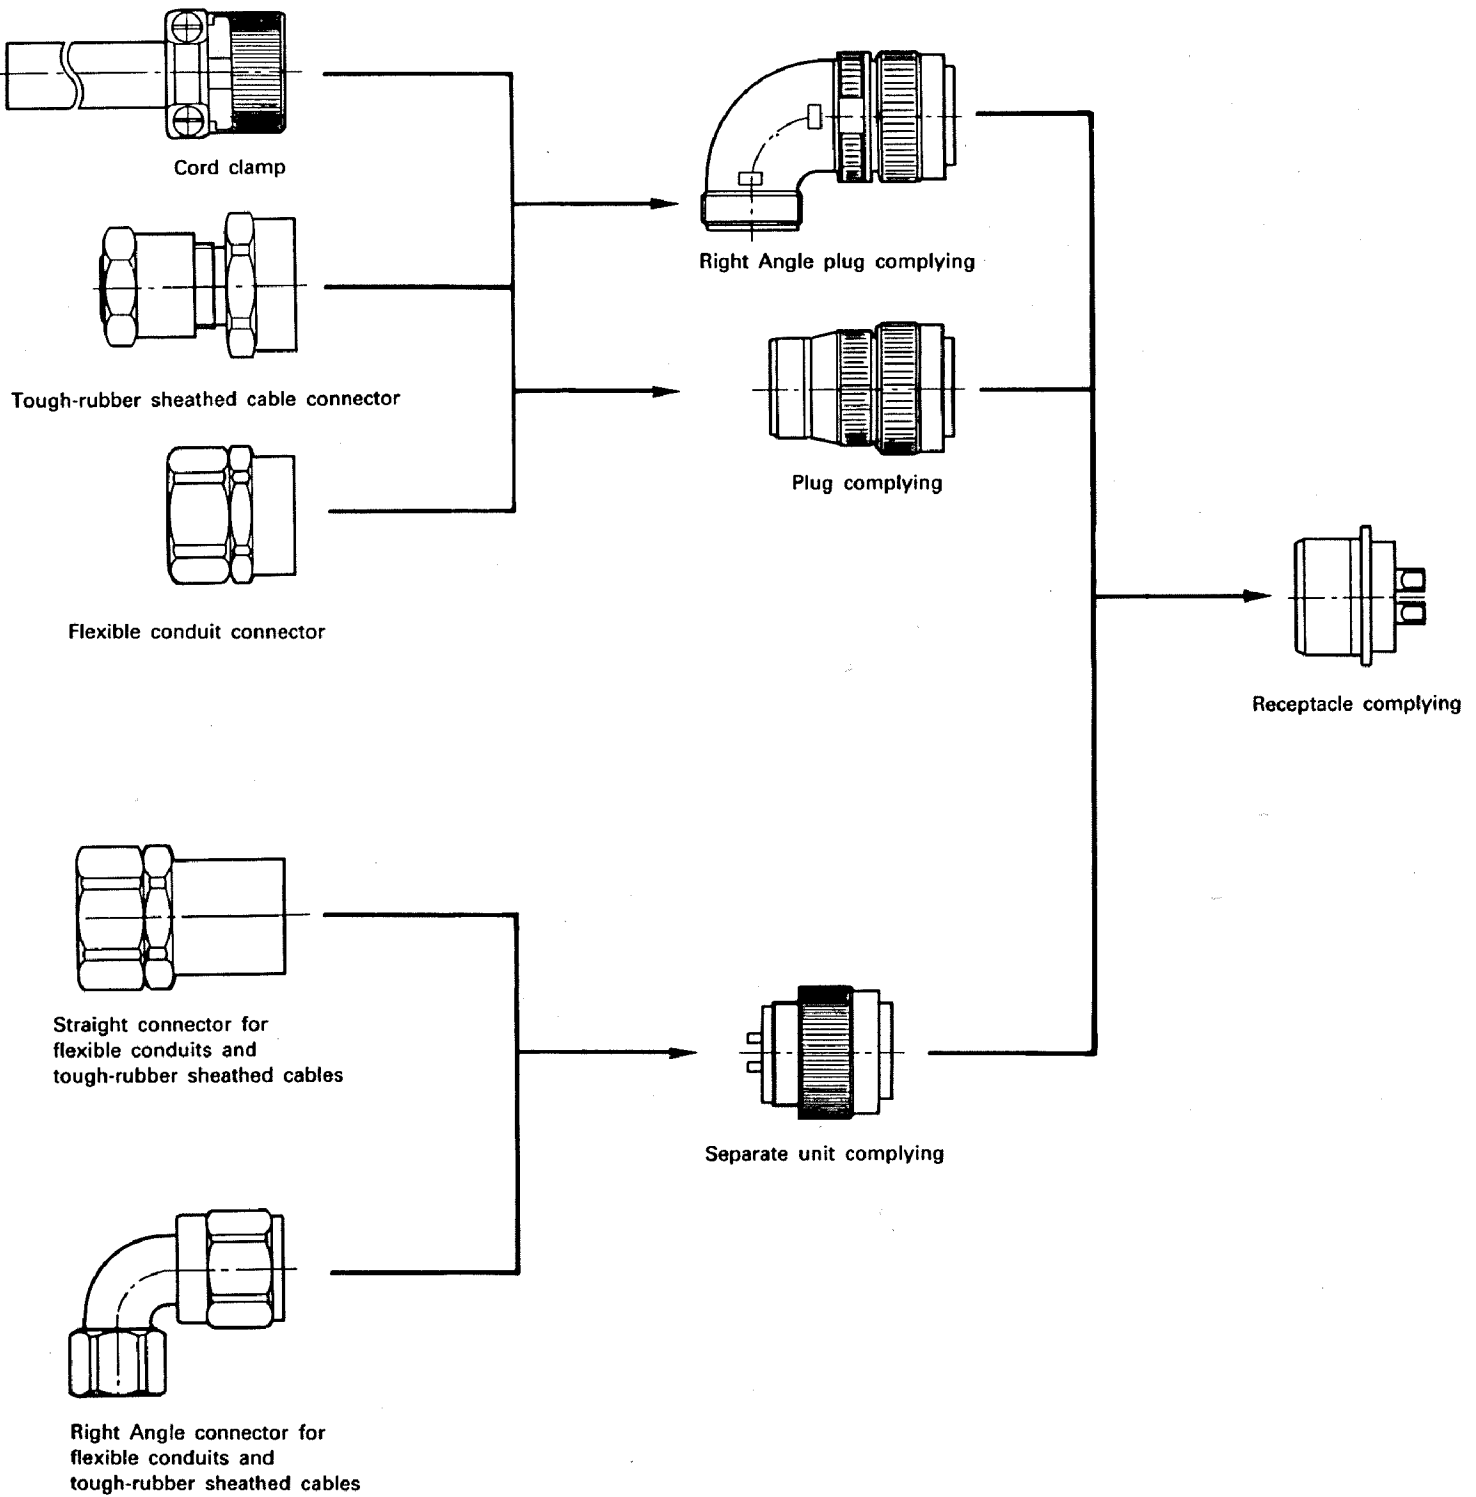 Cord clamp
Right Angle plug complying
Tough-rubber sheathed cable connector
Plug complying
Flexible conduit connector
Receptacle complying
Straight connector for
flexible conduits and
tough-rubber sheathed cables
Separate unit complying
Right Angle connector for
flexible conduits and
tough-rubber sheathed cables